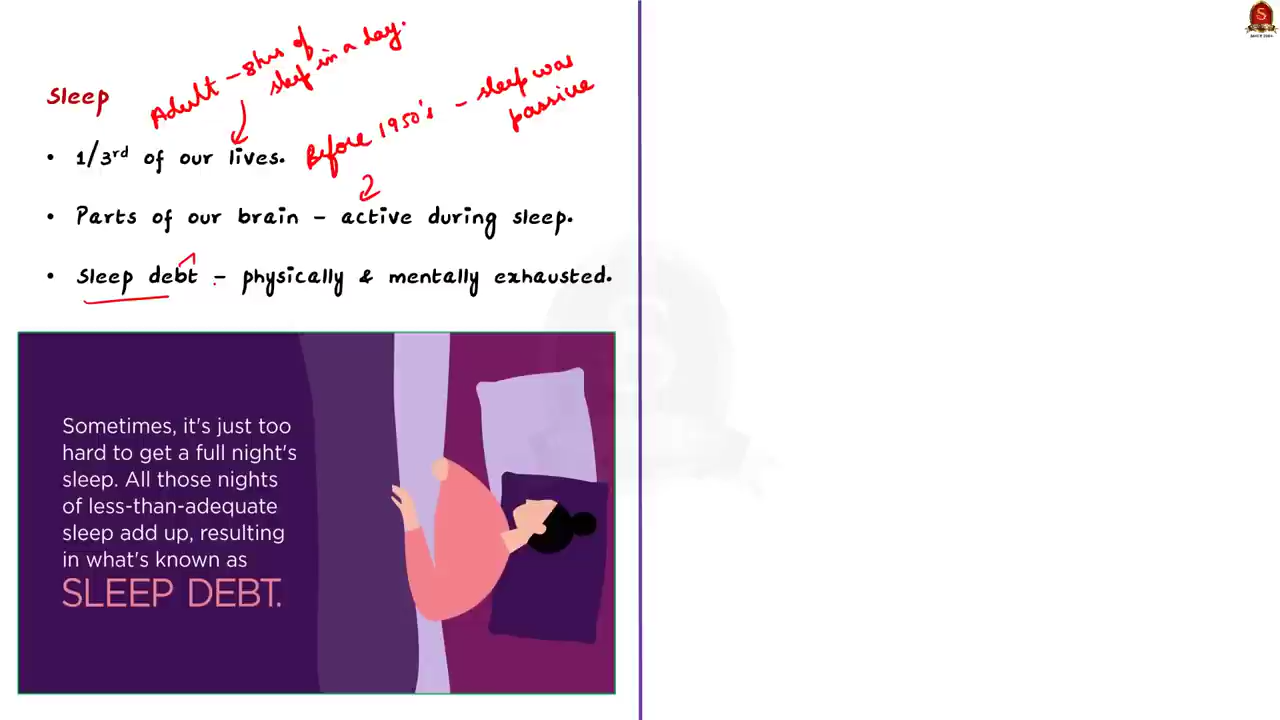 Adult - 8hrs of
sleep in a day.
Sleep
Before 1950's - sleep was
passive
• 1/3rd of our lives.
• Parts of our brain - active during sleep.
• Sleep debt - physically & mentally exhausted.
Sometimes, it's just too
hard to get a full night's
sleep. All those nights
of less-than-adequate
sleep add up, resulting
in what's known as
SLEEP DEBT.
S